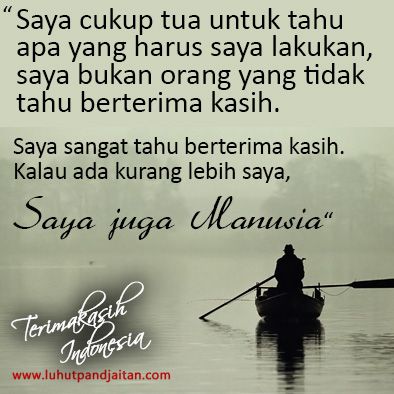 “ Saya cukup tua untuk tahu
apa yang harus saya lakukan,
saya bukan orang yang tidak
tahu berterima kasih.
Saya sangat tahu berterima kasih.
Kalau ada kurang lebih saya,
Saya juga Manusia“
Terimakasih
Indonesia
www.luhutpandjaitan.com